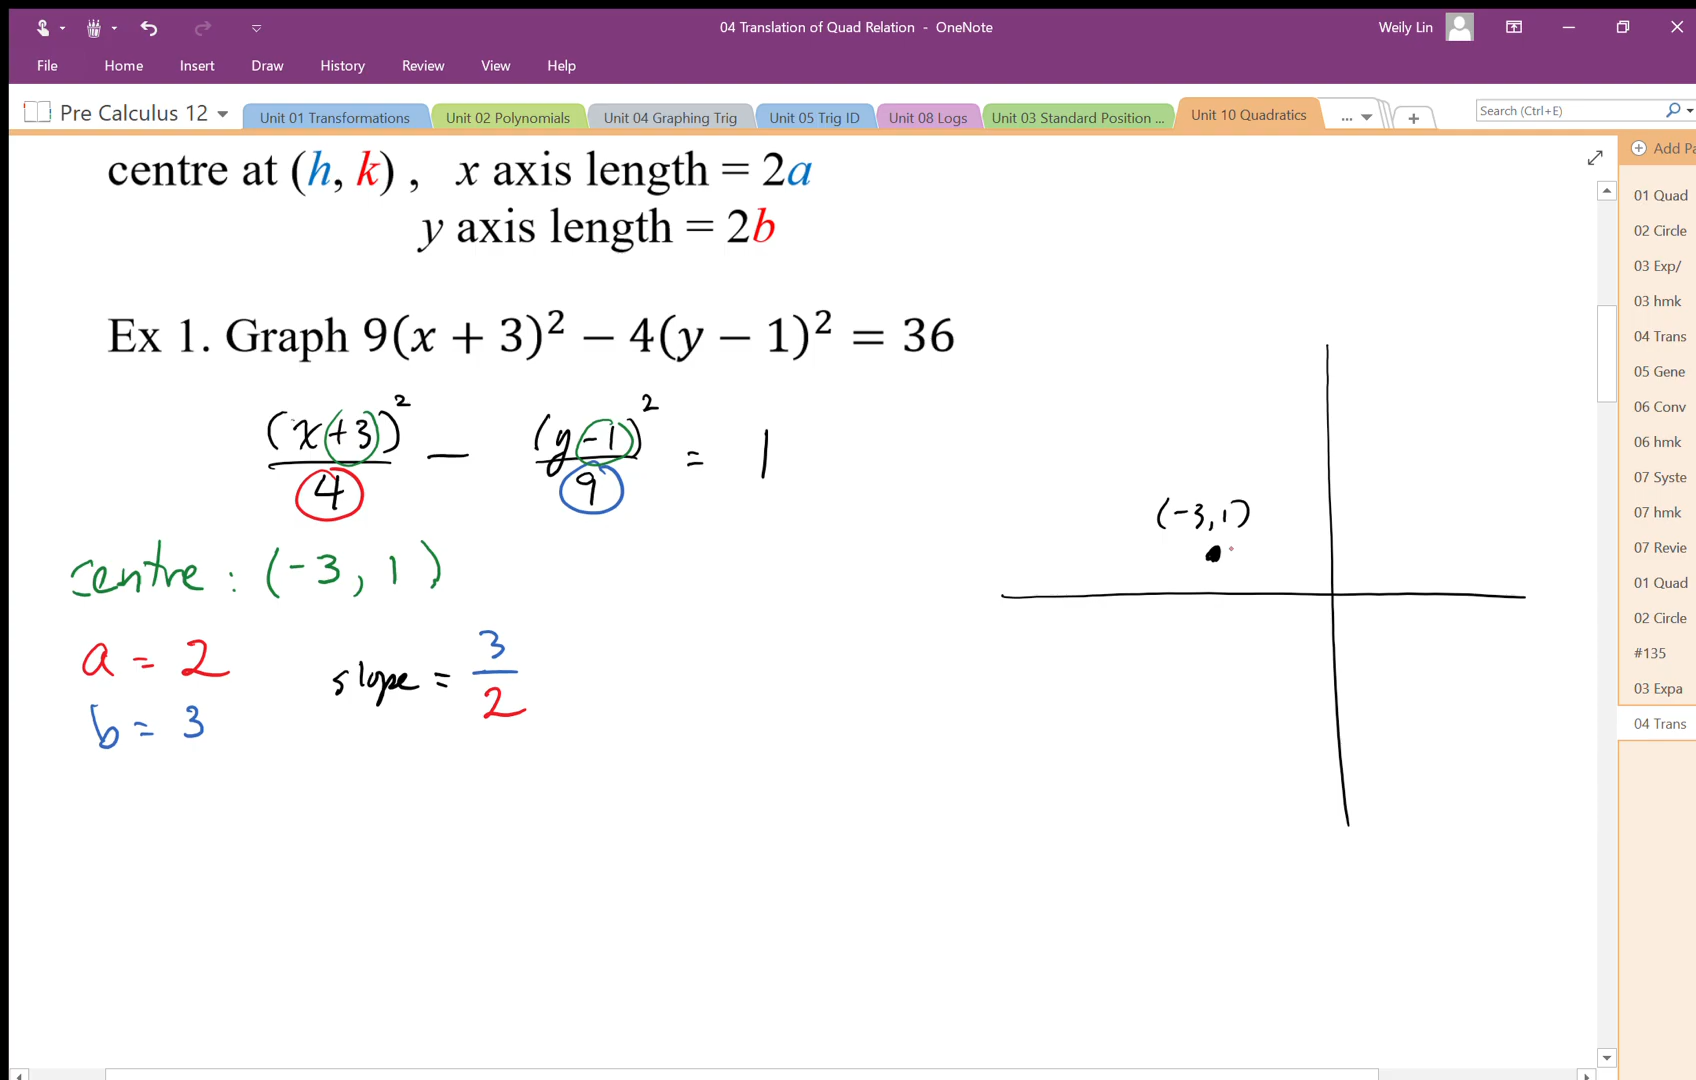 04 Translation of Quad Relation - OneNote
Weily Lin
File Home Insert Draw History Review View Help
Pre Calculus 12
Unit 01 Transformations
Unit 02 Polynomials
Unit 04 Graphing Trig
Unit 05 Trig ID
Unit 08 Logs
Unit 03 Standard Position ...
Unit 10 Quadratics
...
Search (Ctrl+E)
centre at (h, k) , x axis length = 2a
y axis length = 2b
Ex 1. Graph 9(x + 3)² − 4(y − 1)² = 36
(x+3)²/4 − (y-1)²/9 = 1
centre : (-3, 1)
a = 2
b = 3
slope = 3/2
(-3, 1)
Add Pa
01 Quad
02 Circle
03 Exp/
03 hmk
04 Trans
05 Gene
06 Conv
06 hmk
07 Syste
07 hmk
07 Revie
01 Quad
02 Circle
#135
03 Expa
04 Trans